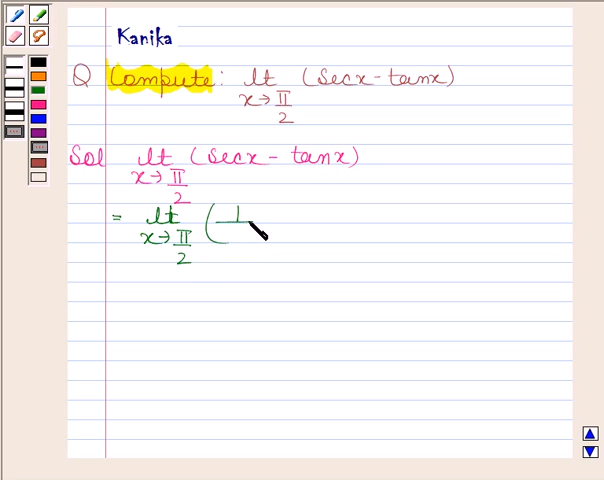 Kanika
Q Compute: lt (Secx - tanx)
x→ π/2
Sol lt (Secx - tanx)
x→ π/2
= lt ( 1
x→ π/2